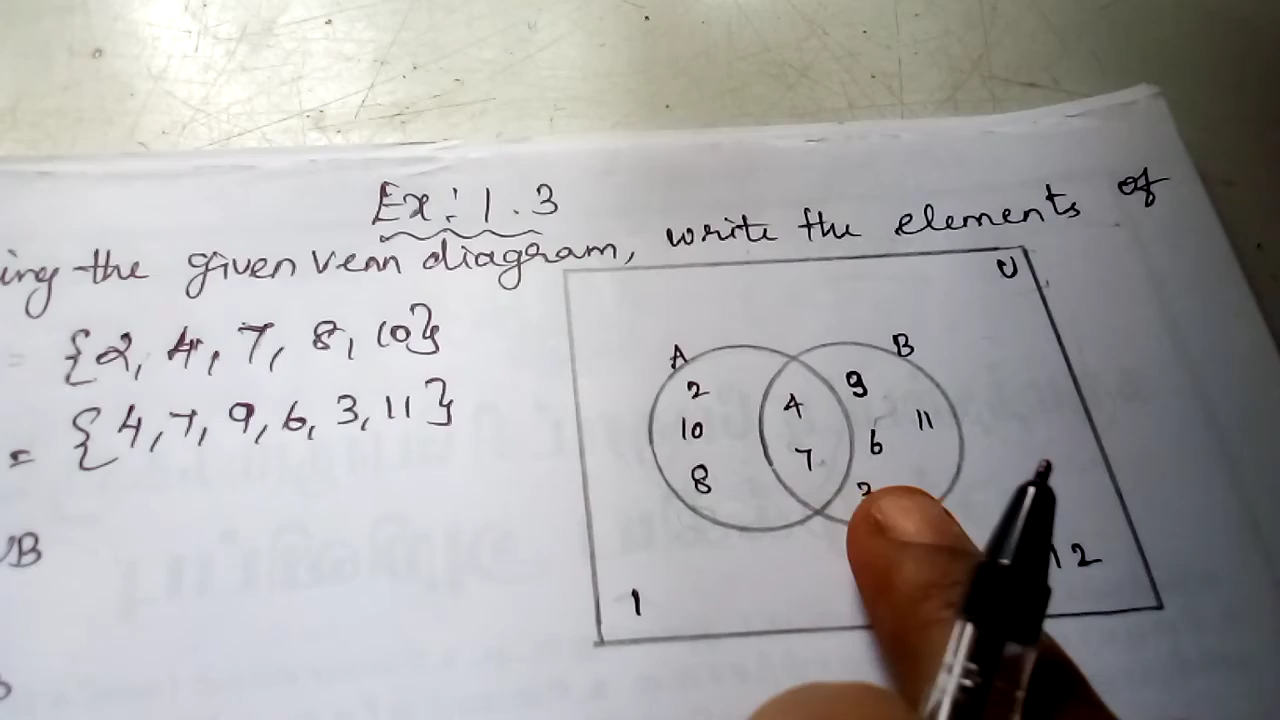 Ex: 1.3
ing the given venn diagram, write the elements of
= {2, 4, 7, 8, 10}
= {4, 7, 9, 6, 3, 11}
UB
U
A
B
2
10
8
4
7
9
11
6
1
12